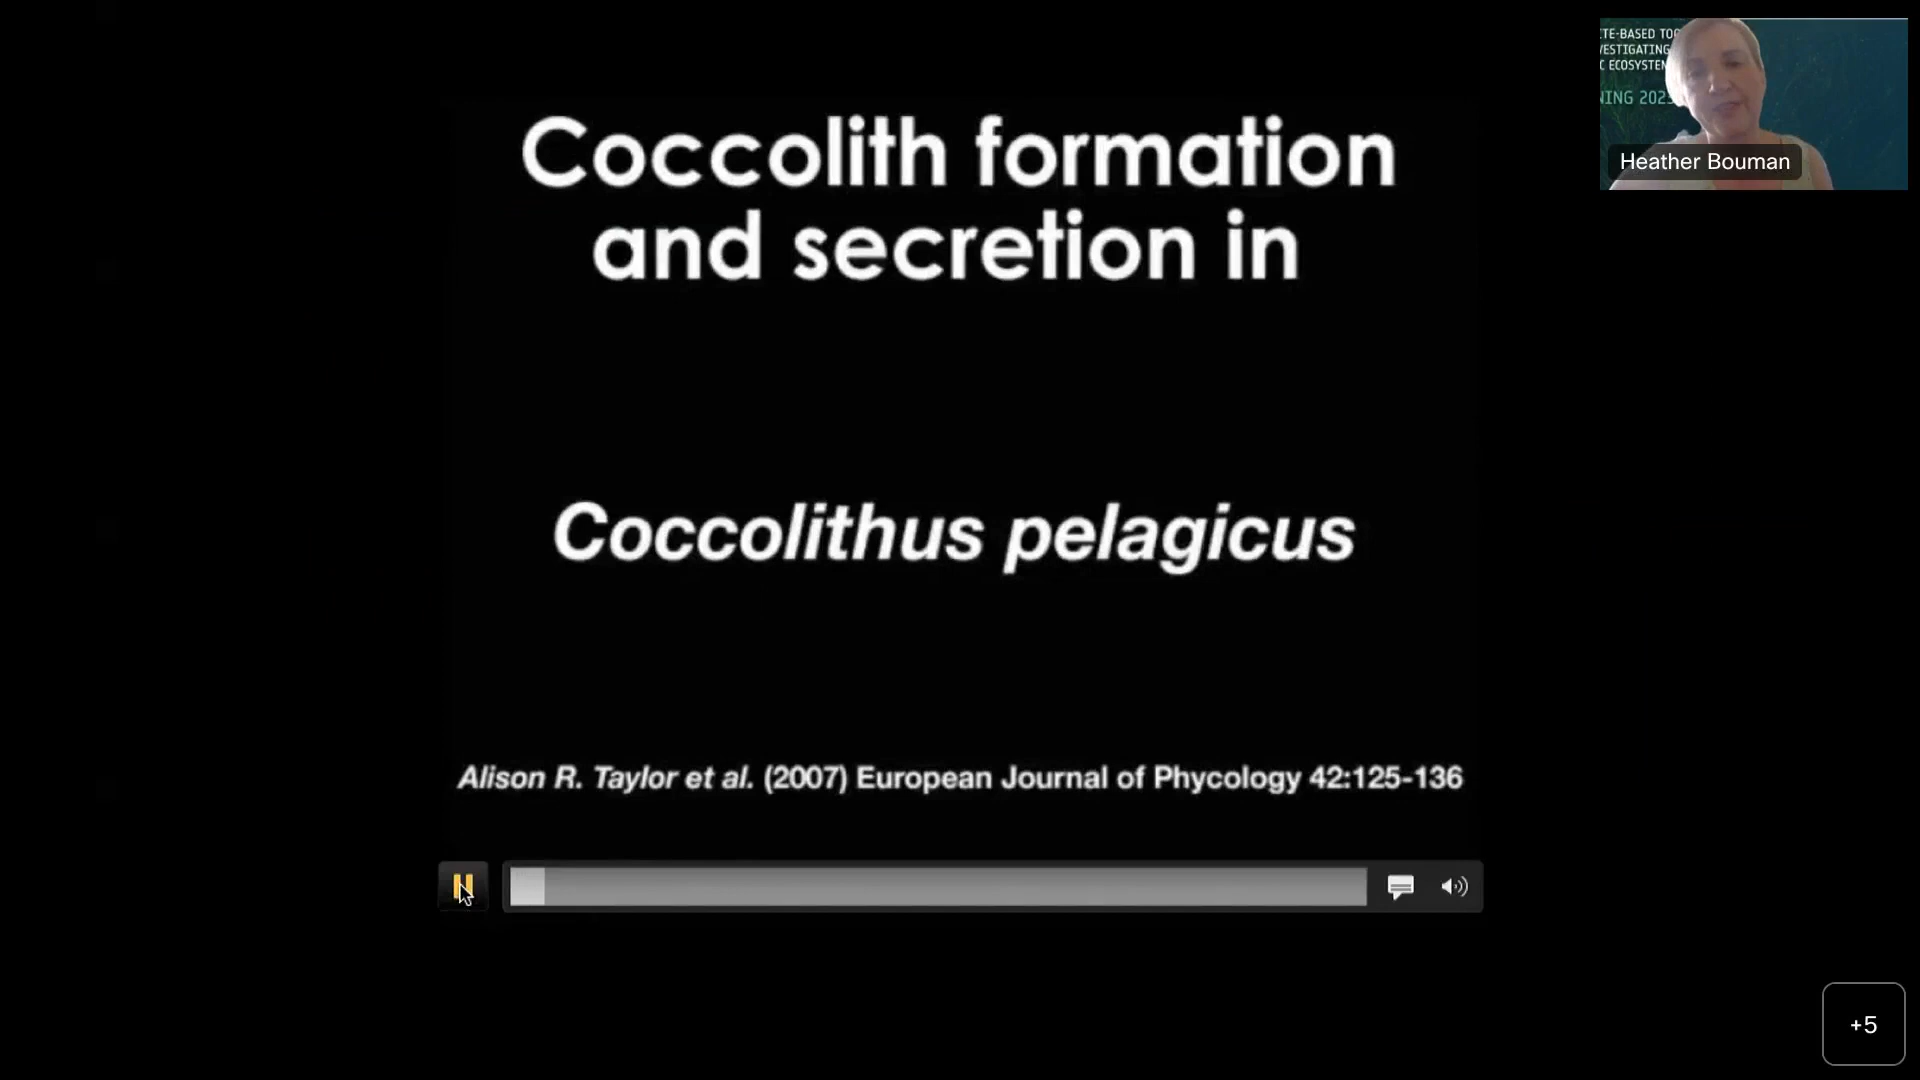 Coccolith formation
and secretion in
Coccolithus pelagicus
Alison R. Taylor et al. (2007) European Journal of Phycology 42:125-136
Heather Bouman
+5